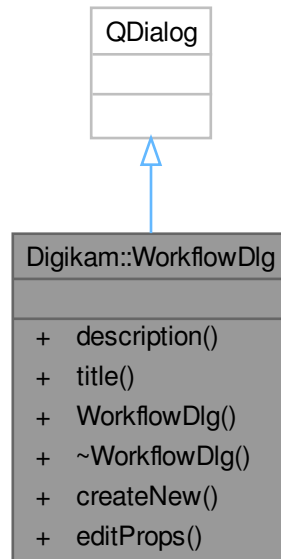 QDialog
Digikam::WorkflowDlg
+ description()
+ title()
+ WorkflowDlg()
+ ~WorkflowDlg()
+ createNew()
+ editProps()